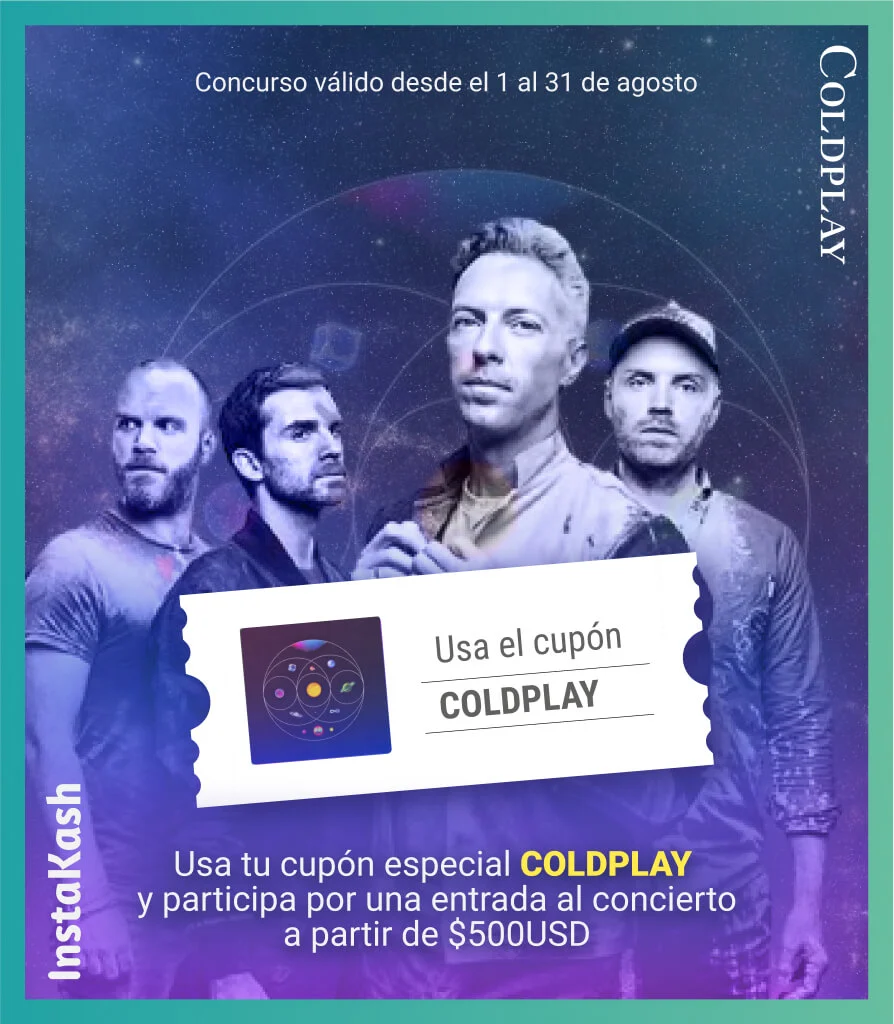 Concurso válido desde el 1 al 31 de agosto
COLDPLAY
Usa el cupón
COLDPLAY
InstaKash
Usa tu cupón especial COLDPLAY
y participa por una entrada al concierto
a partir de $500USD